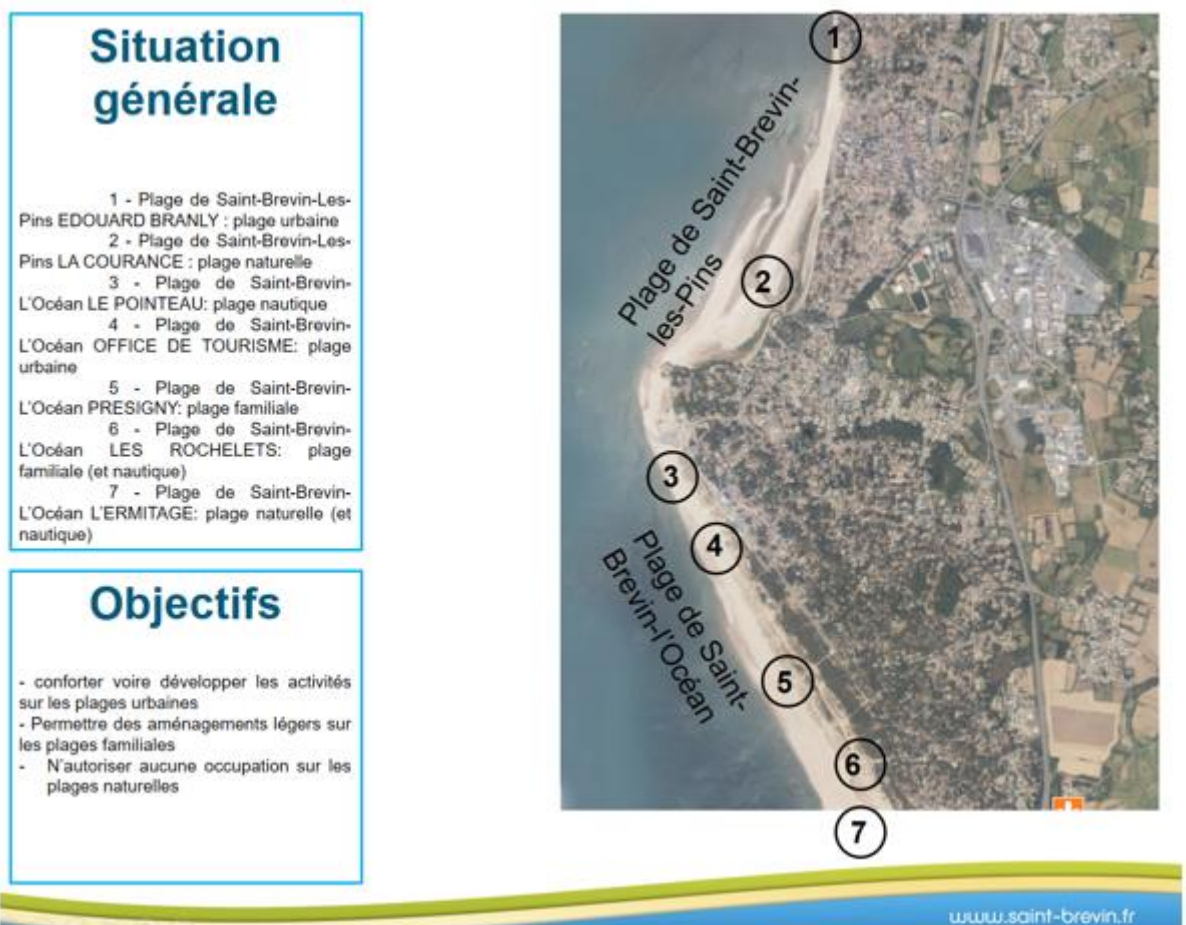 Situation
générale
1 - Plage de Saint-Brevin-Les-
Pins EDOUARD BRANLY : plage urbaine
2 - Plage de Saint-Brevin-Les-
Pins LA COURANCE : plage naturelle
3 - Plage de Saint-Brevin-
L'Océan LE POINTEAU: plage nautique
4 - Plage de Saint-Brevin-
L'Océan OFFICE DE TOURISME: plage
urbaine
5 - Plage de Saint-Brevin-
L'Océan PRESIGNY: plage familiale
6 - Plage de Saint-Brevin-
L'Océan LES ROCHELETS: plage
familiale (et nautique)
7 - Plage de Saint-Brevin-
L'Océan L'ERMITAGE: plage naturelle (et
nautique)
Objectifs
- conforter voire développer les activités
sur les plages urbaines
- Permettre des aménagements légers sur
les plages familiales
- N'autoriser aucune occupation sur les
plages naturelles
1
Plage de Saint-Brevin-
les-Pins
2
3
4
Plage de Saint-
Brevin-l'Océan
5
6
7
www.saint-brevin.fr